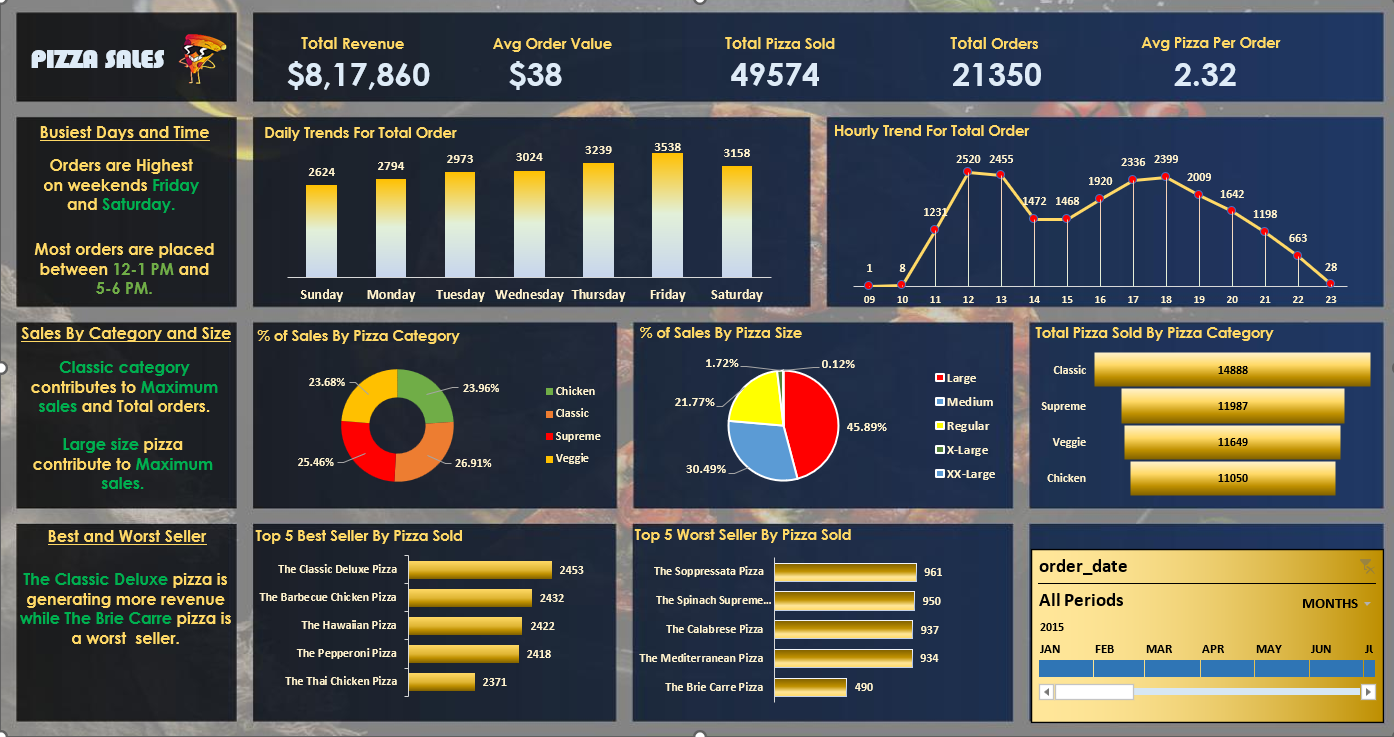 PIZZA SALES
Total Revenue
$8,17,860
Avg Order Value
$38
Total Pizza Sold
49574
Total Orders
21350
Avg Pizza Per Order
2.32
Busiest Days and Time
Orders are Highest
on weekends Friday
and Saturday.
Most orders are placed
between 12-1 PM and
5-6 PM.
Daily Trends For Total Order
2624
2794
2973
3024
3239
3538
3158
Sunday
Monday
Tuesday
Wednesday
Thursday
Friday
Saturday
Hourly Trend For Total Order
1
8
1231
2520
2455
1472
1468
1920
2336
2399
2009
1642
1198
663
28
09
10
11
12
13
14
15
16
17
18
19
20
21
22
23
Sales By Category and Size
Classic category
contributes to Maximum
sales and Total orders.
Large size pizza
contribute to Maximum
sales.
% of Sales By Pizza Category
23.68%
23.96%
25.46%
26.91%
Chicken
Classic
Supreme
Veggie
% of Sales By Pizza Size
1.72%
0.12%
21.77%
45.89%
30.49%
Large
Medium
Regular
X-Large
XX-Large
Total Pizza Sold By Pizza Category
Classic
14888
Supreme
11987
Veggie
11649
Chicken
11050
Best and Worst Seller
The Classic Deluxe pizza is
generating more revenue
while The Brie Carre pizza is
a worst seller.
Top 5 Best Seller By Pizza Sold
The Classic Deluxe Pizza
2453
The Barbecue Chicken Pizza
2432
The Hawaiian Pizza
2422
The Pepperoni Pizza
2418
The Thai Chicken Pizza
2371
Top 5 Worst Seller By Pizza Sold
The Soppressata Pizza
961
The Spinach Supreme...
950
The Calabrese Pizza
937
The Mediterranean Pizza
934
The Brie Carre Pizza
490
order_date
All Periods
MONTHS
2015
JAN
FEB
MAR
APR
MAY
JUN